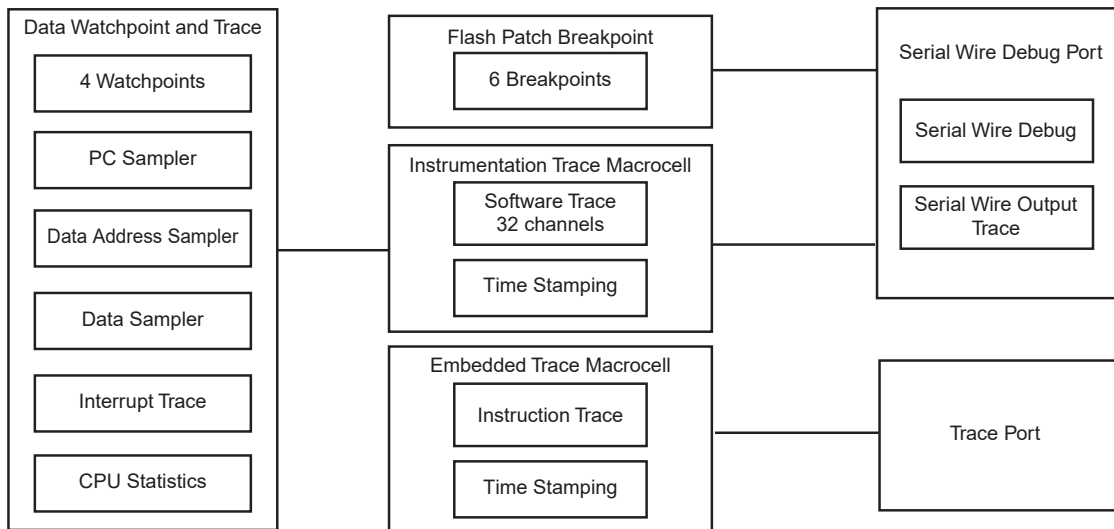 Data Watchpoint and Trace
4 Watchpoints
PC Sampler
Data Address Sampler
Data Sampler
Interrupt Trace
CPU Statistics
Flash Patch Breakpoint
6 Breakpoints
Instrumentation Trace Macrocell
Software Trace
32 channels
Time Stamping
Embedded Trace Macrocell
Instruction Trace
Time Stamping
Serial Wire Debug Port
Serial Wire Debug
Serial Wire Output
Trace
Trace Port